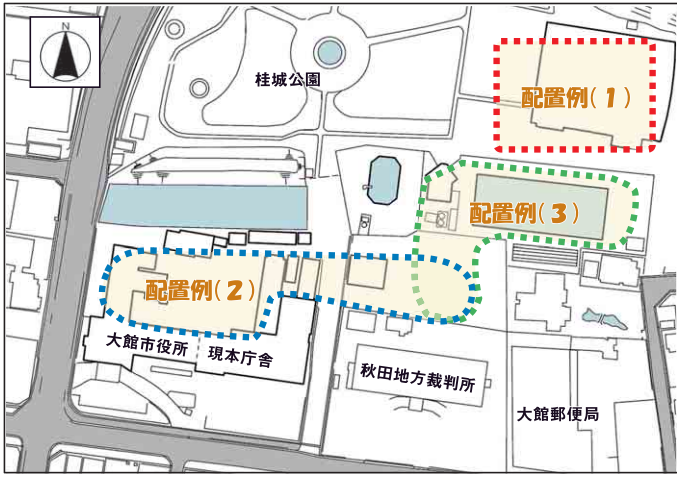 N
桂城公園
配置例(1)
配置例(3)
配置例(2)
大館市役所
現本庁舎
秋田地方裁判所
大館郵便局